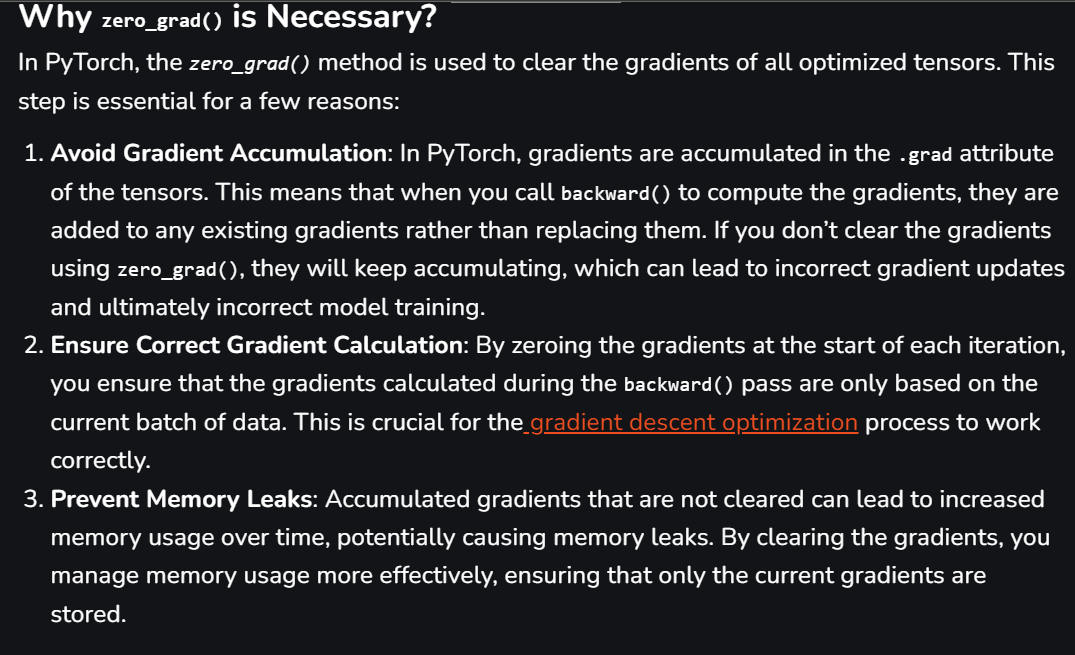 Why zero_grad() is Necessary?
In PyTorch, the zero_grad() method is used to clear the gradients of all optimized tensors. This
step is essential for a few reasons:
1. Avoid Gradient Accumulation: In PyTorch, gradients are accumulated in the .grad attribute
of the tensors. This means that when you call backward() to compute the gradients, they are
added to any existing gradients rather than replacing them. If you don’t clear the gradients
using zero_grad(), they will keep accumulating, which can lead to incorrect gradient updates
and ultimately incorrect model training.
2. Ensure Correct Gradient Calculation: By zeroing the gradients at the start of each iteration,
you ensure that the gradients calculated during the backward() pass are only based on the
current batch of data. This is crucial for the gradient descent optimization process to work
correctly.
3. Prevent Memory Leaks: Accumulated gradients that are not cleared can lead to increased
memory usage over time, potentially causing memory leaks. By clearing the gradients, you
manage memory usage more effectively, ensuring that only the current gradients are
stored.